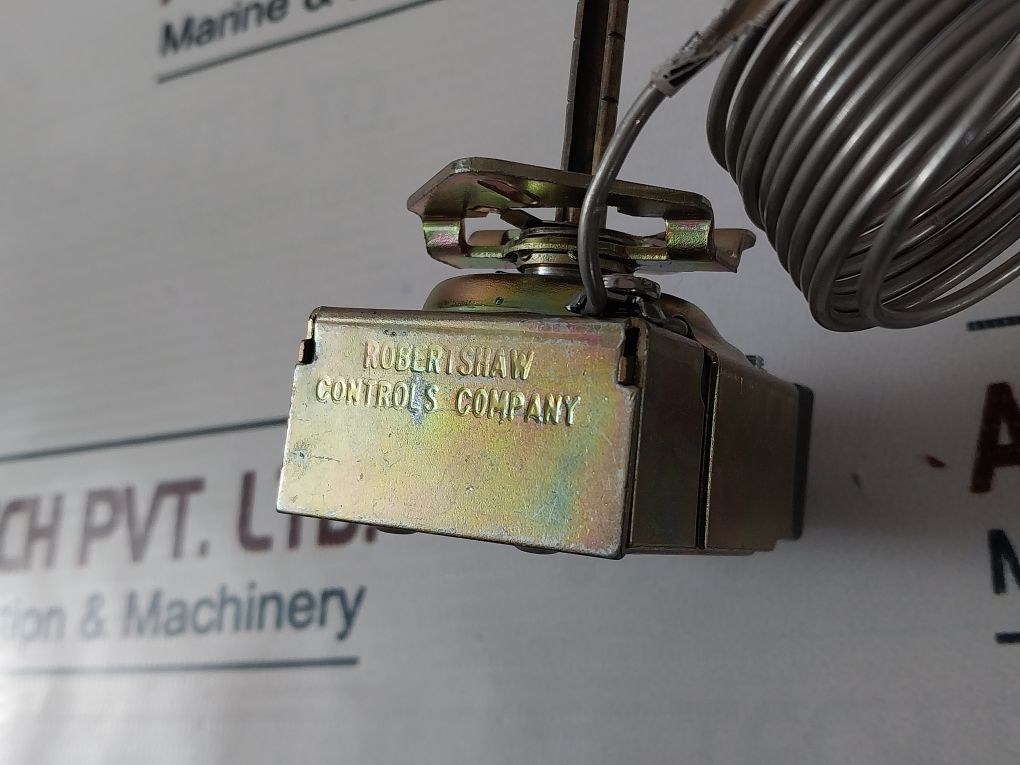 Marine &
ROBERTSHAW
CONTROLS COMPANY
CH PVT. LTD.
tion & Machinery
A
M